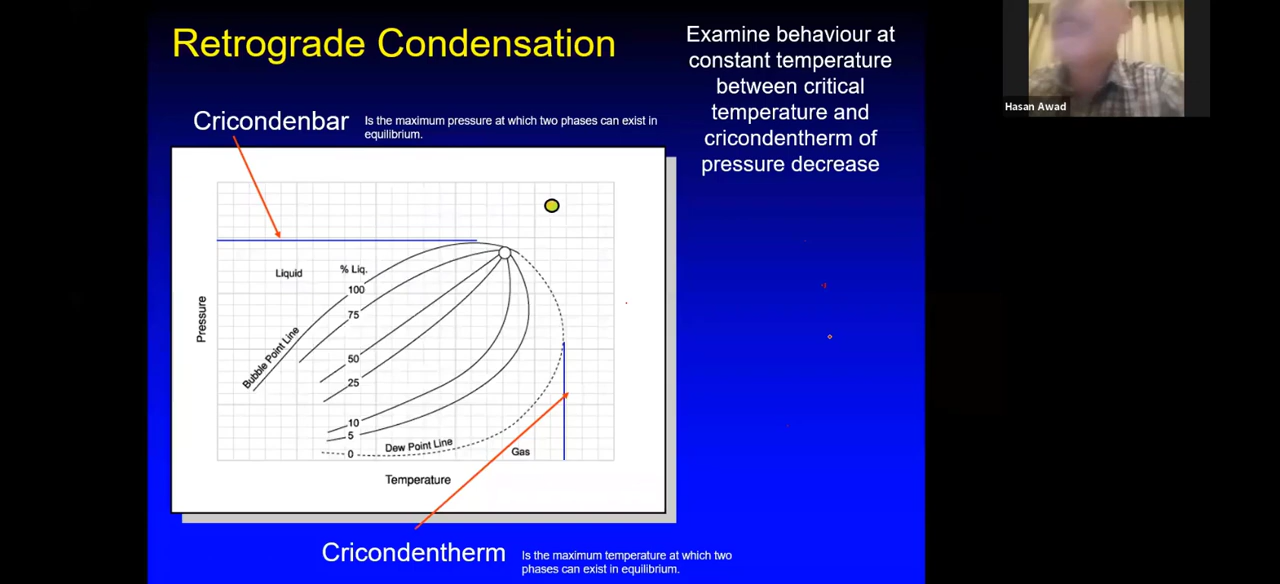 Retrograde Condensation
Examine behaviour at
constant temperature
between critical
temperature and
cricondentherm of
pressure decrease
Hasan Awad
Cricondenbar
Is the maximum pressure at which two phases can exist in
equilibrium.
Liquid
% Liq.
100
75
50
25
10
5
0
Pressure
Bubble Point Line
Dew Point Line
Gas
Temperature
Cricondentherm
Is the maximum temperature at which two
phases can exist in equilibrium.